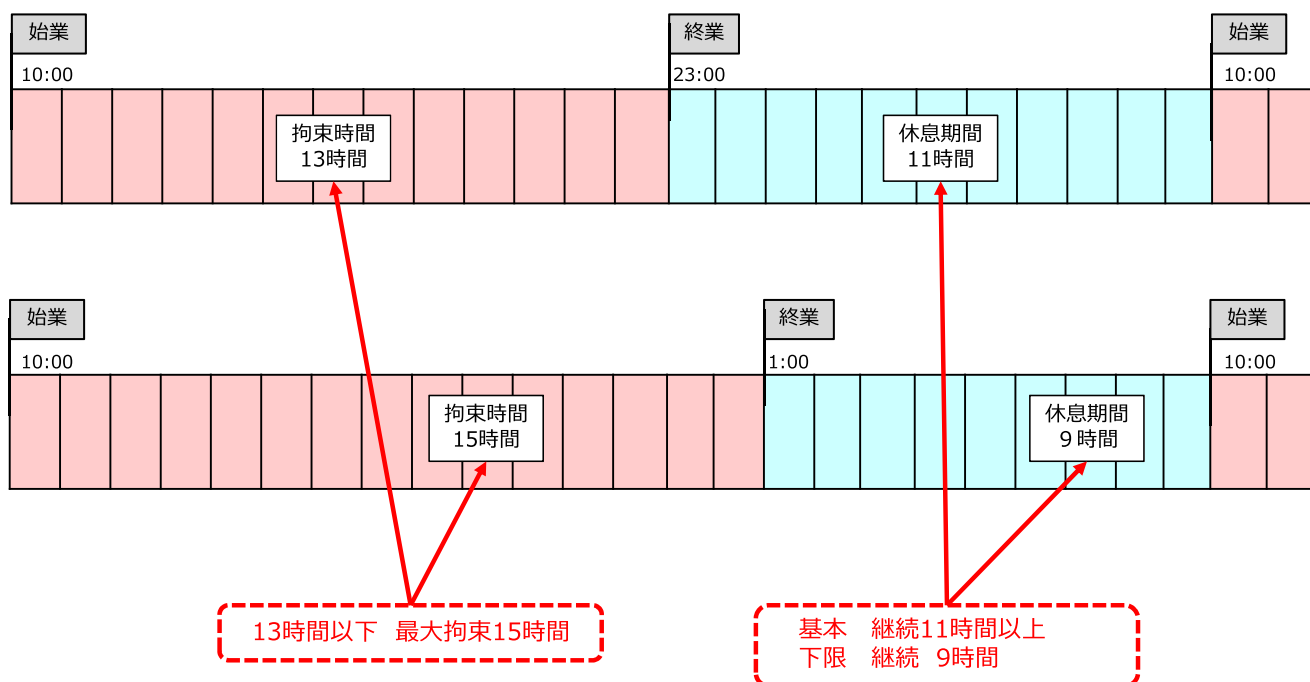 始業
終業
始業
10:00
23:00
10:00
拘束時間
13時間
休息期間
11時間
始業
終業
始業
10:00
1:00
10:00
拘束時間
15時間
休息期間
9時間
13時間以下 最大拘束15時間
基本 継続11時間以上
下限 継続 9時間